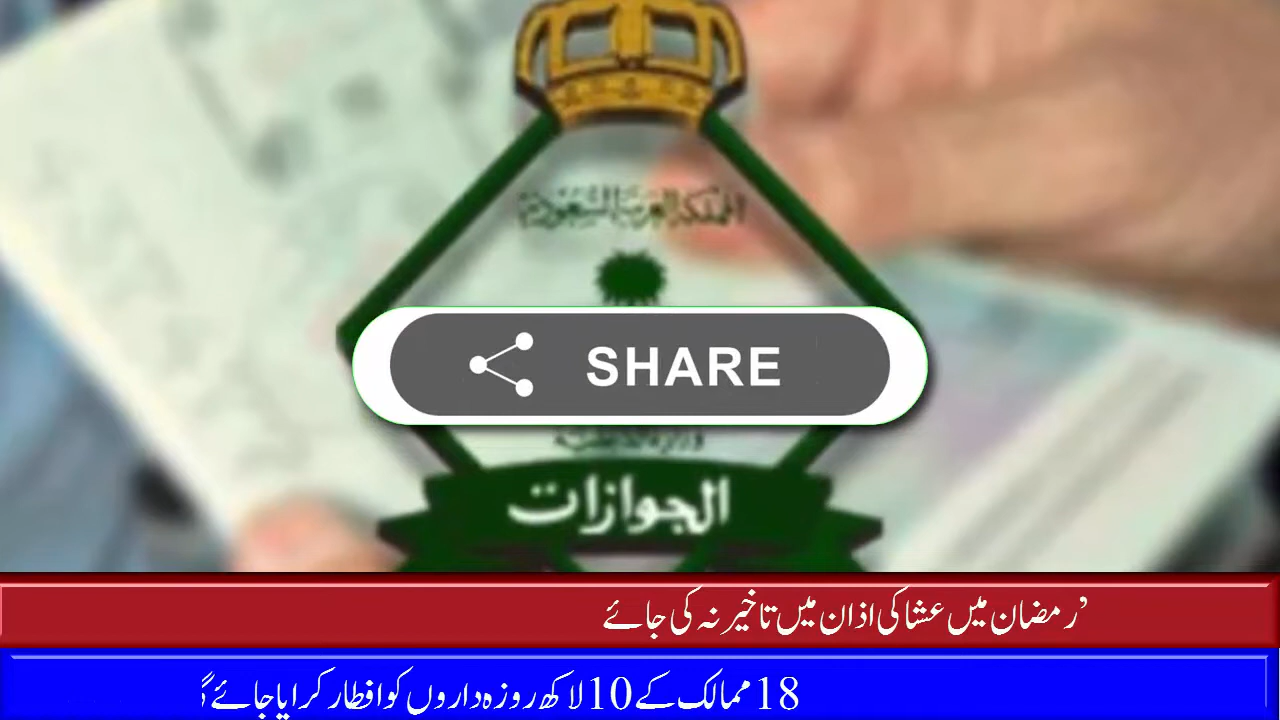 المملكة العربية السعودية
SHARE
الجوازات
’رمضان میں عشا کی اذان میں تاخیر نہ کی جائے
18 ممالک کے 10 لاکھ روزہ داروں کو افطار کرایا جائے گ